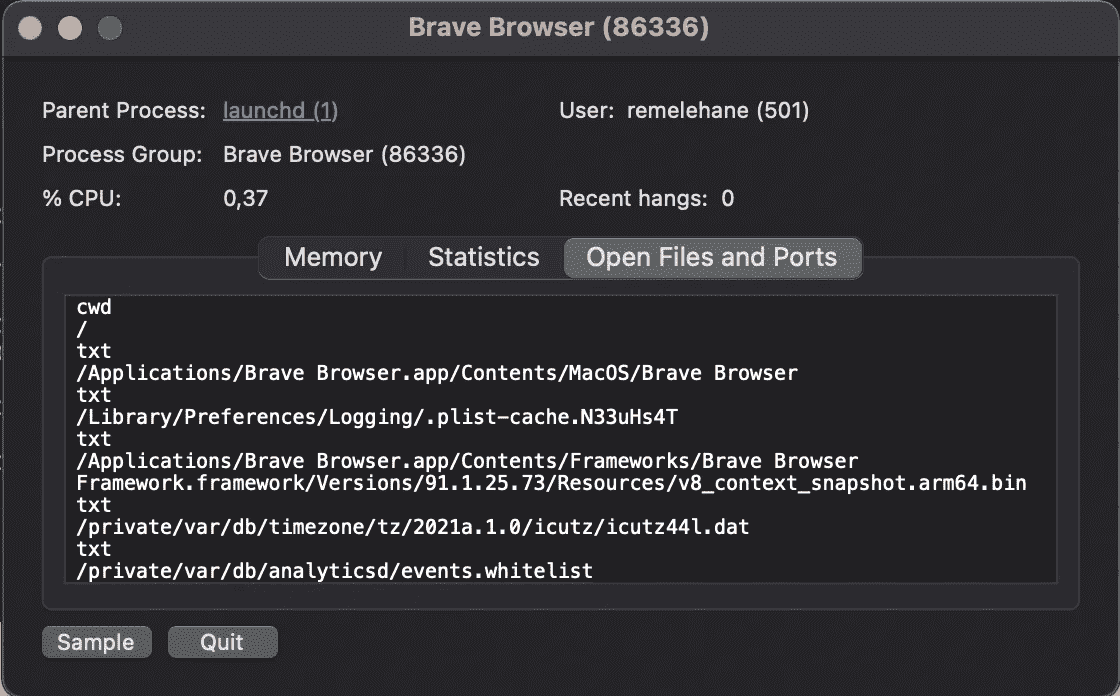 Brave Browser (86336)
Parent Process: launchd (1)
User: remelehane (501)
Process Group: Brave Browser (86336)
% CPU: 0,37
Recent hangs: 0
Memory
Statistics
Open Files and Ports
cwd
/
txt
/Applications/Brave Browser.app/Contents/MacOS/Brave Browser
txt
/Library/Preferences/Logging/.plist-cache.N33uHs4T
txt
/Applications/Brave Browser.app/Contents/Frameworks/Brave Browser
Framework.framework/Versions/91.1.25.73/Resources/v8_context_snapshot.arm64.bin
txt
/private/var/db/timezone/tz/2021a.1.0/icutz/icutz44l.dat
txt
/private/var/db/analyticsd/events.whitelist
Sample
Quit